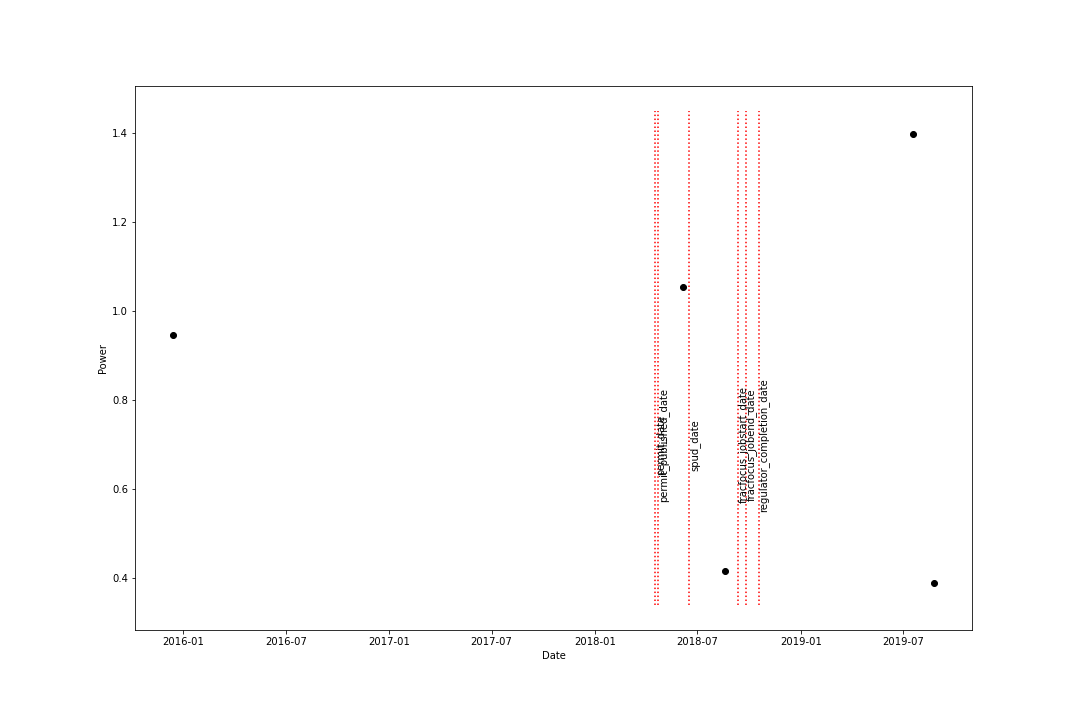 1.4
1.2
1.0
0.8
0.6
0.4
Power
permit_date
permit_published_date
spud_date
fracfocus_jobstart_date
fracfocus_jobend_date
regulator_completion_date
2016-01
2016-07
2017-01
2017-07
2018-01
2018-07
2019-01
2019-07
Date